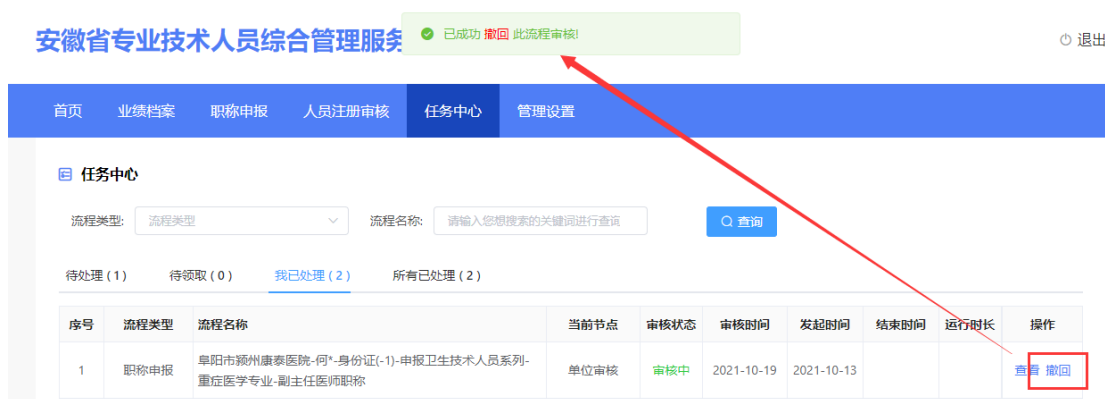 安徽省专业技术人员综合管理服务
已成功 撤回 此流程审核!
退出
首页 业绩档案 职称申报 人员注册审核 任务中心 管理设置
任务中心
流程类型: 流程类型 流程名称: 请输入您想搜索的关键词进行查询 查询
待处理 ( 1 ) 待领取 ( 0 ) 我已处理 ( 2 ) 所有已处理 ( 2 )
序号 流程类型 流程名称 当前节点 审核状态 审核时间 发起时间 结束时间 运行时长 操作
1 职称申报 阜阳市颍州康泰医院-何*-身份证(-1)-申报卫生技术人员系列- 单位审核 审核中 2021-10-19 2021-10-13 查看 撤回
重症医学专业-副主任医师职称